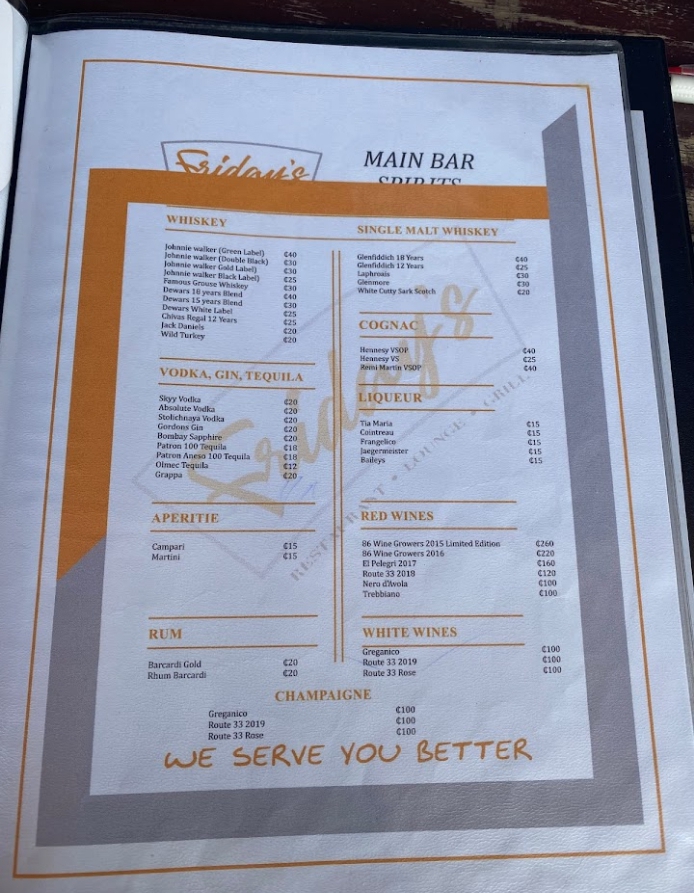 Friday's
MAIN BAR
SPIRITS
WHISKEY
Johnnie walker (Green Label) ₵40
Johnnie walker (Double Black) ₵30
Johnnie walker Gold Label) ₵30
Johnnie walker Black Label) ₵25
Famous Grouse Whiskey ₵30
Dewars 18 years Blend ₵40
Dewars 15 years Blend ₵30
Dewars White Label ₵25
Chivas Regal 12 Years ₵25
Jack Daniels ₵20
Wild Turkey ₵20
VODKA, GIN, TEQUILA
Skyy Vodka ₵20
Absolute Vodka ₵20
Stolichnaya Vodka ₵20
Gordons Gin ₵20
Bombay Sapphire ₵20
Patron 100 Tequila ₵18
Patron Aneso 100 Tequila ₵18
Olmec Tequila ₵12
Grappa ₵20
APERITIE
Campari ₵15
Martini ₵15
RUM
Barcardi Gold ₵20
Rhum Barcardi ₵20
SINGLE MALT WHISKEY
Glenfiddich 18 Years ₵40
Glenfiddich 12 Years ₵25
Laphroais ₵30
Glenmore ₵30
White Cutty Sark Scotch ₵20
COGNAC
Hennesy VSOP ₵40
Hennesy VS ₵25
Remi Martin VSOP ₵40
LIQUEUR
Tia Maria ₵15
Cointreau ₵15
Frangelico ₵15
Jaegermeister ₵15
Baileys ₵15
RED WINES
86 Wine Growers 2015 Limited Edition ₵260
86 Wine Growers 2016 ₵220
El Pelegri 2017 ₵160
Route 33 2018 ₵120
Nero d'Avola ₵100
Trebbiano ₵100
WHITE WINES
Greganico ₵100
Route 33 2019 ₵100
Route 33 Rose ₵100
CHAMPAIGNE
Greganico ₵100
Route 33 2019 ₵100
Route 33 Rose ₵100
WE SERVE YOU BETTER
Friday's
RESTAURANT • LOUNGE • GRILL